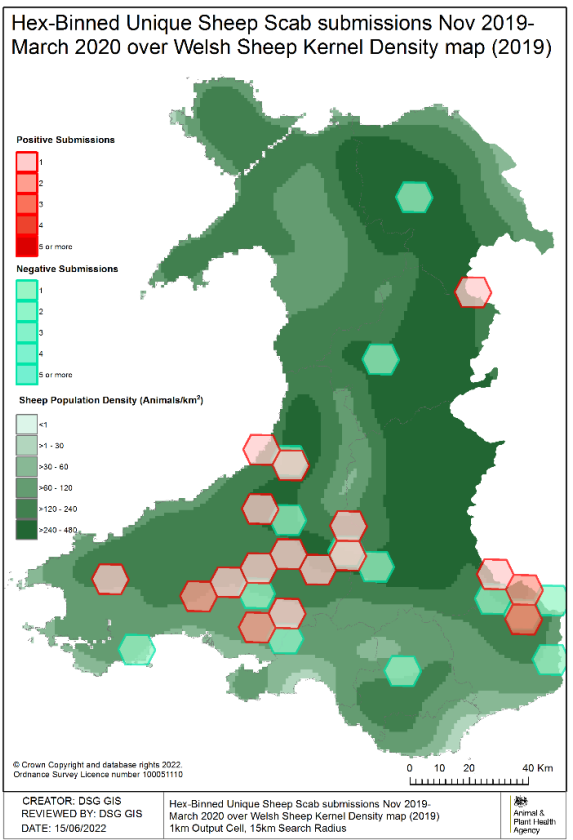 Hex-Binned Unique Sheep Scab submissions Nov 2019-
March 2020 over Welsh Sheep Kernel Density map (2019)
Positive Submissions
1
2
3
4
5 or more
Negative Submissions
1
2
3
4
5 or more
Sheep Population Density (Animals/km²)
<1
>1 - 30
>30 - 60
>60 - 120
>120 - 240
>240 - 480
© Crown Copyright and database rights 2022.
Ordnance Survey Licence number 100051110
0 10 20 40 Km
CREATOR: DSG GIS
REVIEWED BY: DSG GIS
DATE: 15/06/2022
Hex-Binned Unique Sheep Scab submissions Nov 2019-
March 2020 over Welsh Sheep Kernel Density map (2019)
1km Output Cell, 15km Search Radius
Animal &
Plant Health
Agency